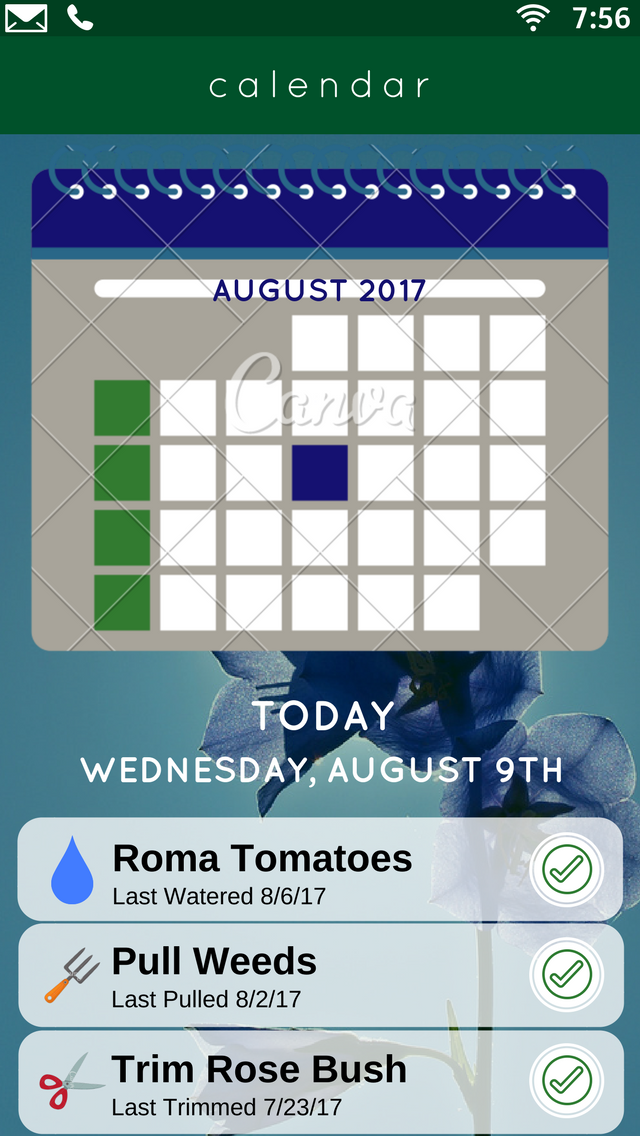 7:56
calendar
AUGUST 2017
Canva
TODAY
WEDNESDAY, AUGUST 9TH
Roma Tomatoes
Last Watered 8/6/17
Pull Weeds
Last Pulled 8/2/17
Trim Rose Bush
Last Trimmed 7/23/17